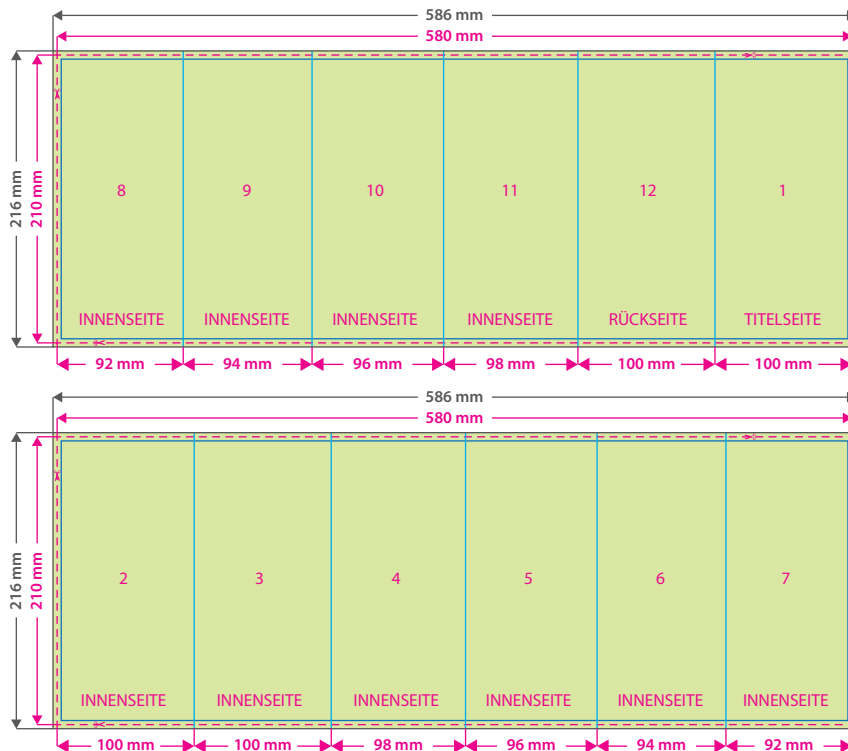 586 mm
580 mm
216 mm
210 mm
8 9 10 11 12 1
INNENSEITE INNENSEITE INNENSEITE INNENSEITE RÜCKSEITE TITELSEITE
92 mm 94 mm 96 mm 98 mm 100 mm 100 mm
586 mm
580 mm
216 mm
210 mm
2 3 4 5 6 7
INNENSEITE INNENSEITE INNENSEITE INNENSEITE INNENSEITE INNENSEITE
100 mm 100 mm 98 mm 96 mm 94 mm 92 mm